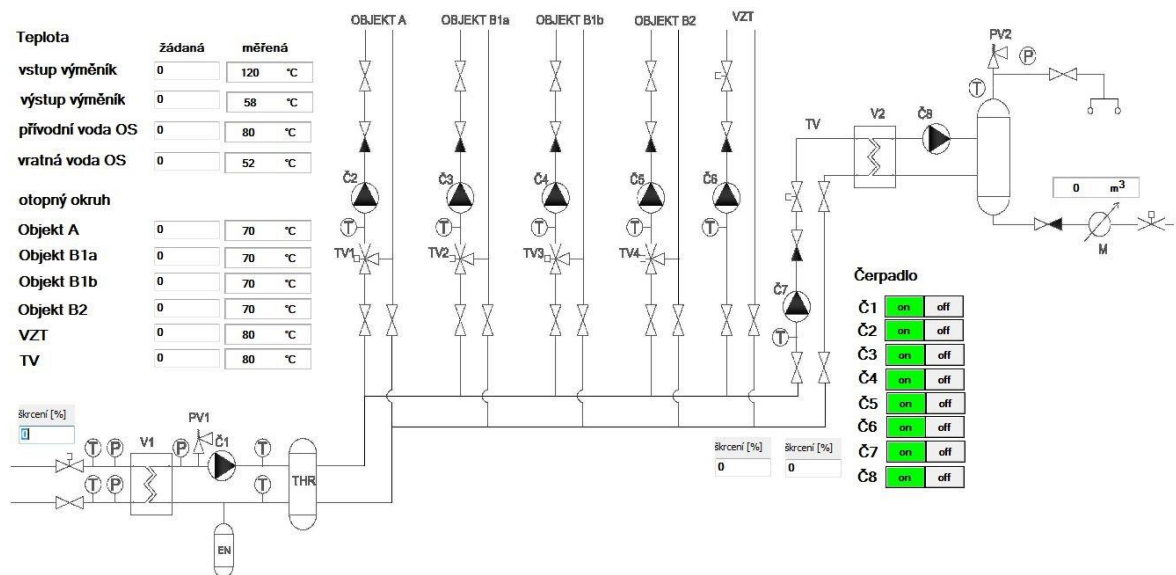 OBJEKT A OBJEKT B1a OBJEKT B1b OBJEKT B2 VZT
Teplota
žádaná měřená
vstup výměník 0 120 °C
výstup výměník 0 58 °C
přívodní voda OS 0 80 °C
vratná voda OS 0 52 °C
otopný okruh
Objekt A 0 70 °C
Objekt B1a 0 70 °C
Objekt B1b 0 70 °C
Objekt B2 0 70 °C
VZT 0 80 °C
TV 0 80 °C
PV2 P
T
TV V2 Č8
Č2 Č3 Č4 Č5 Č6
T T T T T
TV1 TV2 TV3 TV4
0 m³
M
Č7
T
Čerpadlo
Č1 on off
Č2 on off
Č3 on off
Č4 on off
Č5 on off
Č6 on off
Č7 on off
Č8 on off
škrcení [%]
0
PV1
T P V1 P Č1 T
THR
T P T
EN
škrcení [%] škrcení [%]
0 0